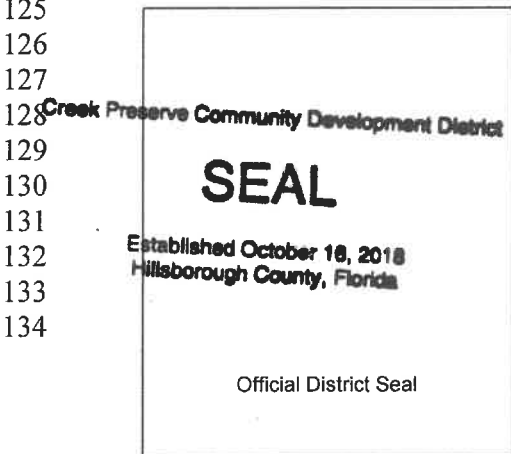 125
126
127
128 Creek Preserve Community Development District
129
130 SEAL
131
132 Established October 16, 2018
133 Hillsborough County, Florida
134
Official District Seal